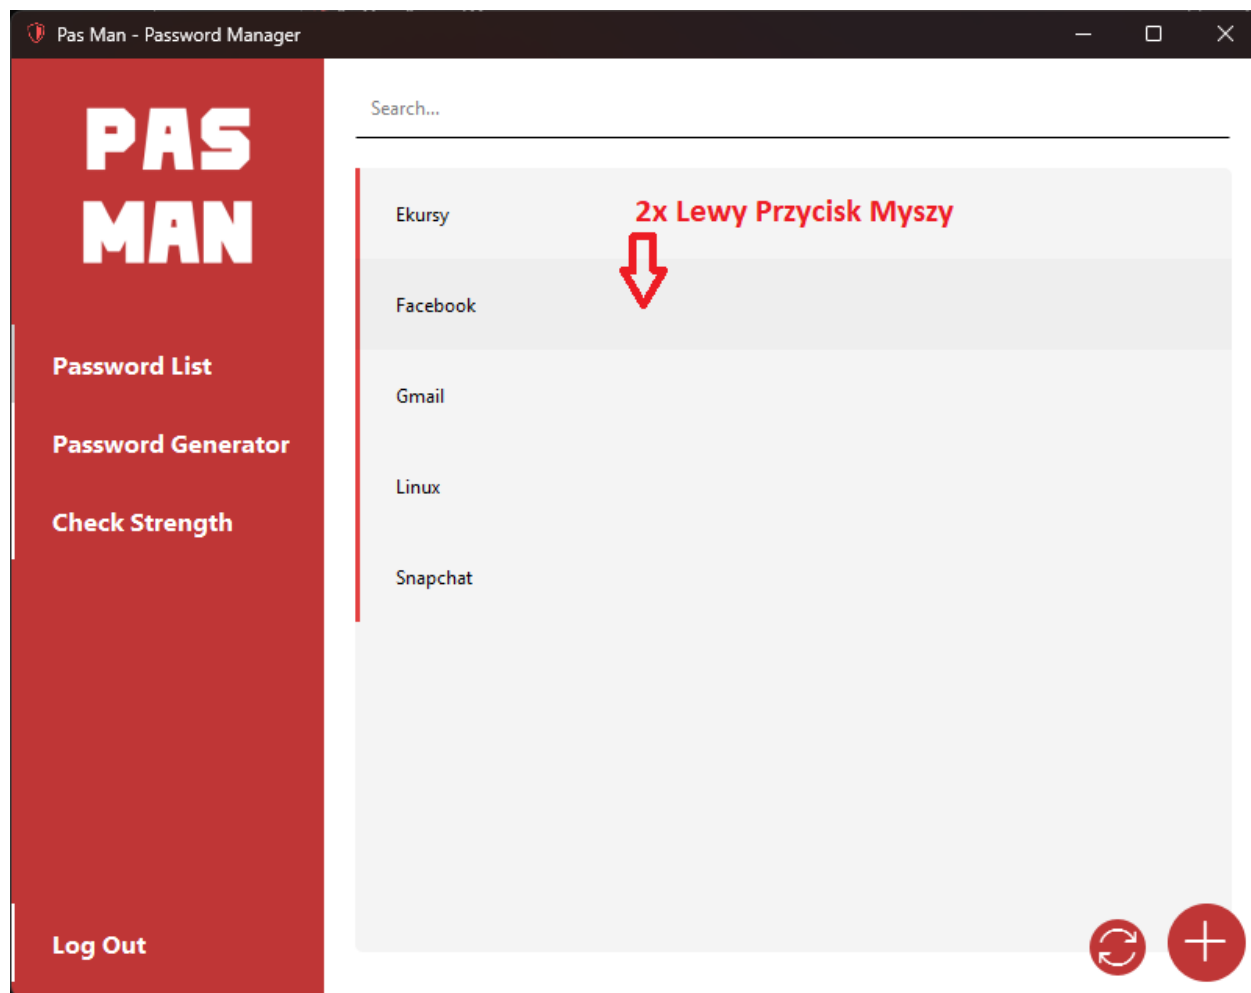 Pas Man - Password Manager
PAS
MAN
Search...
Ekursy
2x Lewy Przycisk Myszy
Facebook
Gmail
Linux
Snapchat
Password List
Password Generator
Check Strength
Log Out